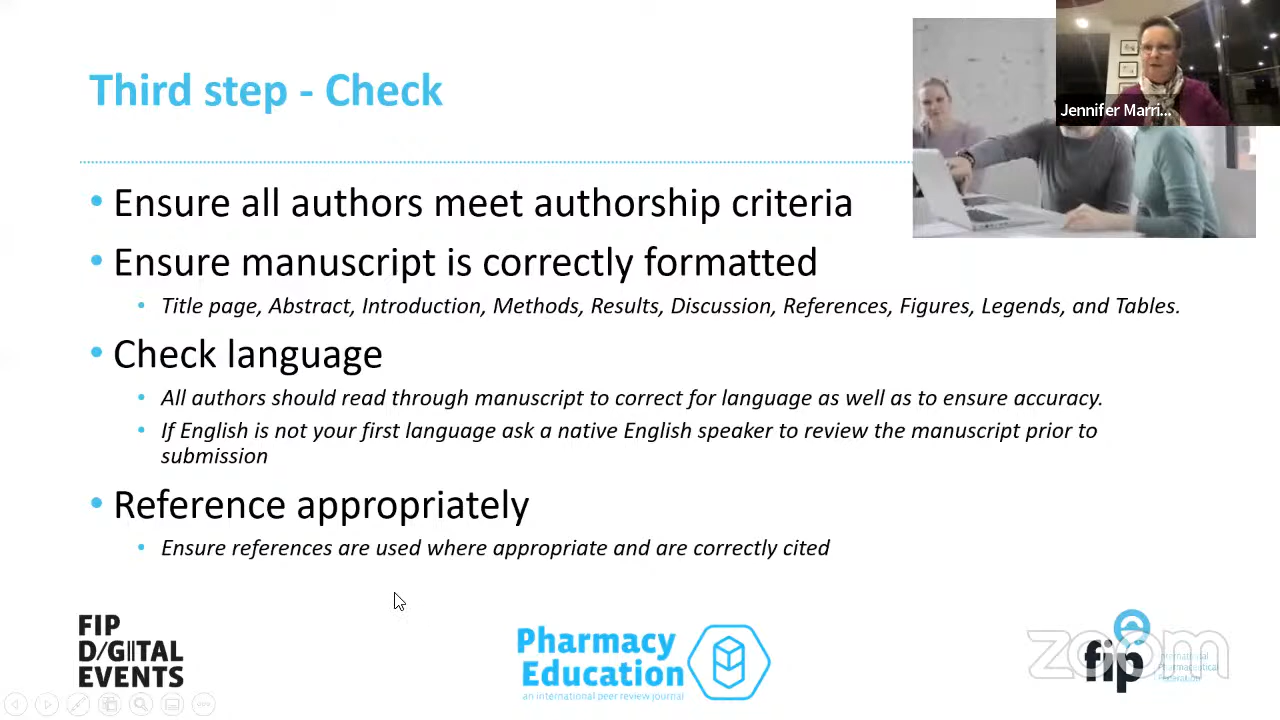 Third step - Check
Jennifer Marri...
• Ensure all authors meet authorship criteria
• Ensure manuscript is correctly formatted
• Title page, Abstract, Introduction, Methods, Results, Discussion, References, Figures, Legends, and Tables.
• Check language
• All authors should read through manuscript to correct for language as well as to ensure accuracy.
• If English is not your first language ask a native English speaker to review the manuscript prior to
submission
• Reference appropriately
• Ensure references are used where appropriate and are correctly cited
FIP
D/GITAL
EVENTS
Pharmacy
Education
an international peer review journal
zoom
fip
International
Pharmaceutical
Federation